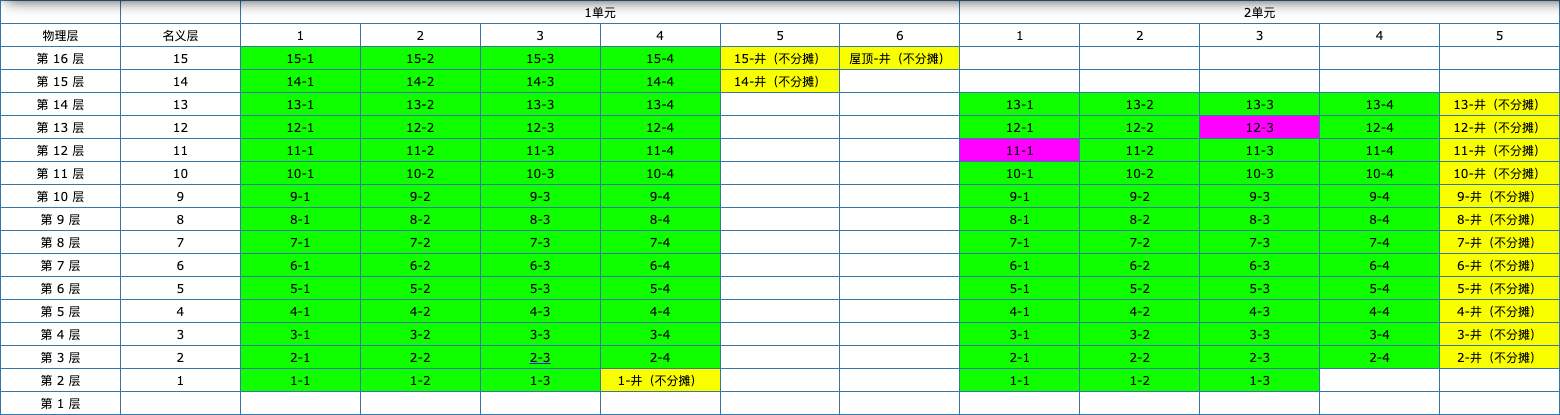 1单元 2单元
物理层 名义层 1 2 3 4 5 6 1 2 3 4 5
第 16 层 15 15-1 15-2 15-3 15-4 15-井（不分摊） 屋顶-井（不分摊）
第 15 层 14 14-1 14-2 14-3 14-4 14-井（不分摊）
第 14 层 13 13-1 13-2 13-3 13-4 13-1 13-2 13-3 13-4 13-井（不分摊）
第 13 层 12 12-1 12-2 12-3 12-4 12-1 12-2 12-3 12-4 12-井（不分摊）
第 12 层 11 11-1 11-2 11-3 11-4 11-1 11-2 11-3 11-4 11-井（不分摊）
第 11 层 10 10-1 10-2 10-3 10-4 10-1 10-2 10-3 10-4 10-井（不分摊）
第 10 层 9 9-1 9-2 9-3 9-4 9-1 9-2 9-3 9-4 9-井（不分摊）
第 9 层 8 8-1 8-2 8-3 8-4 8-1 8-2 8-3 8-4 8-井（不分摊）
第 8 层 7 7-1 7-2 7-3 7-4 7-1 7-2 7-3 7-4 7-井（不分摊）
第 7 层 6 6-1 6-2 6-3 6-4 6-1 6-2 6-3 6-4 6-井（不分摊）
第 6 层 5 5-1 5-2 5-3 5-4 5-1 5-2 5-3 5-4 5-井（不分摊）
第 5 层 4 4-1 4-2 4-3 4-4 4-1 4-2 4-3 4-4 4-井（不分摊）
第 4 层 3 3-1 3-2 3-3 3-4 3-1 3-2 3-3 3-4 3-井（不分摊）
第 3 层 2 2-1 2-2 2-3 2-4 2-1 2-2 2-3 2-4 2-井（不分摊）
第 2 层 1 1-1 1-2 1-3 1-井（不分摊） 1-1 1-2 1-3
第 1 层